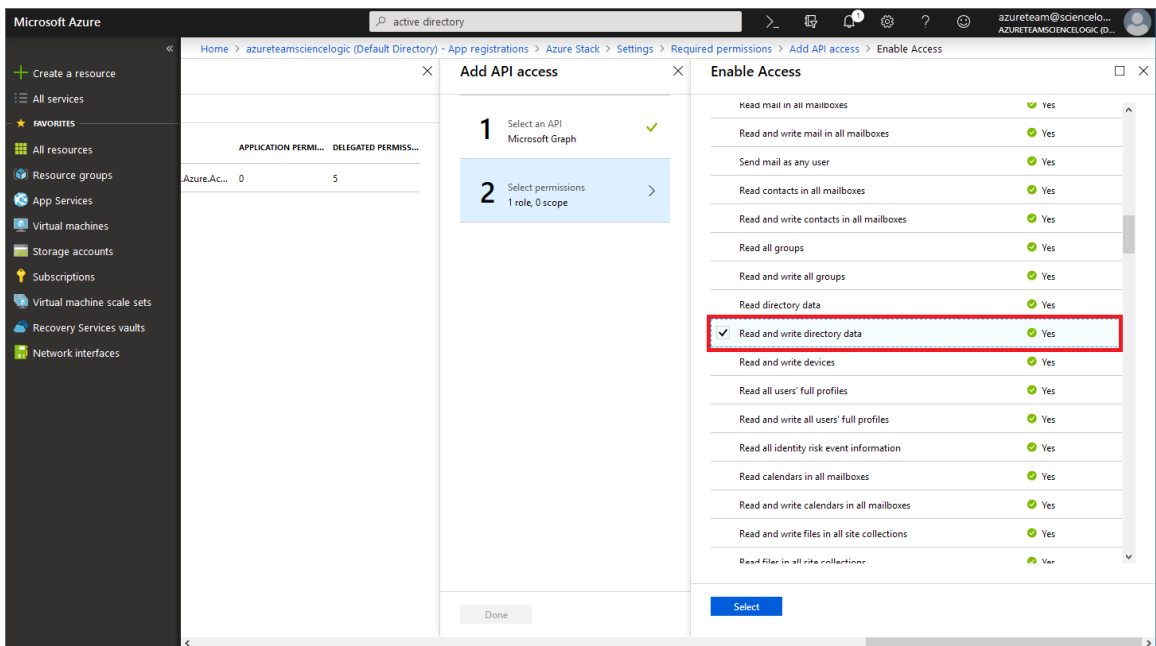 Microsoft Azure
active directory
1
azureteam@sciencelo...
AZURETEAMSCIENCELOGIC (D...
Home > azureteamsciencelogic (Default Directory) - App registrations > Azure Stack > Settings > Required permissions > Add API access > Enable Access
Create a resource
All services
FAVORITES
All resources
Resource groups
App Services
Virtual machines
Storage accounts
Subscriptions
Virtual machine scale sets
Recovery Services vaults
Network interfaces
APPLICATION PERMI... DELEGATED PERMISS...
.Azure.Ac... 0 5
Add API access
1 Select an API
Microsoft Graph
2 Select permissions
1 role, 0 scope
Done
Enable Access
Read mail in all mailboxes Yes
Read and write mail in all mailboxes Yes
Send mail as any user Yes
Read contacts in all mailboxes Yes
Read and write contacts in all mailboxes Yes
Read all groups Yes
Read and write all groups Yes
Read directory data Yes
Read and write directory data Yes
Read and write devices Yes
Read all users' full profiles Yes
Read and write all users' full profiles Yes
Read all identity risk event information Yes
Read calendars in all mailboxes Yes
Read and write calendars in all mailboxes Yes
Read and write files in all site collections Yes
Read files in all site collections Yes
Select